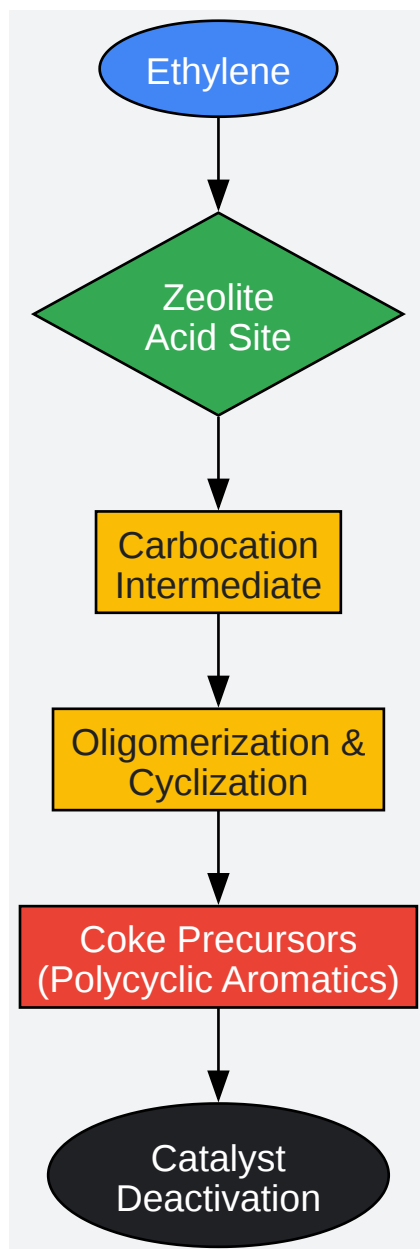 Ethylene
Zeolite
Acid Site
Carbocation
Intermediate
Oligomerization &
Cyclization
Coke Precursors
(Polycyclic Aromatics)
Catalyst
Deactivation